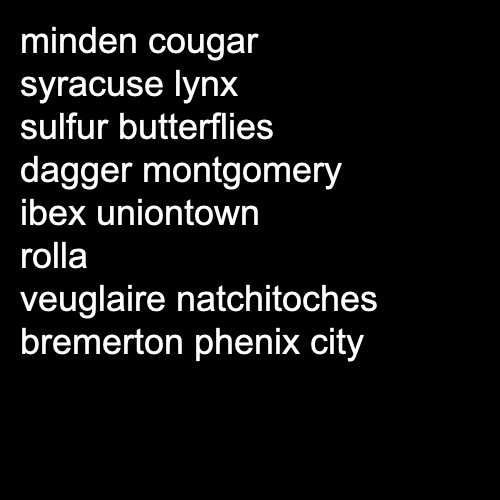 minden cougar
syracuse lynx
sulfur butterflies
dagger montgomery
ibex uniontown
rolla
veuglaire natchitoches
bremerton phenix city